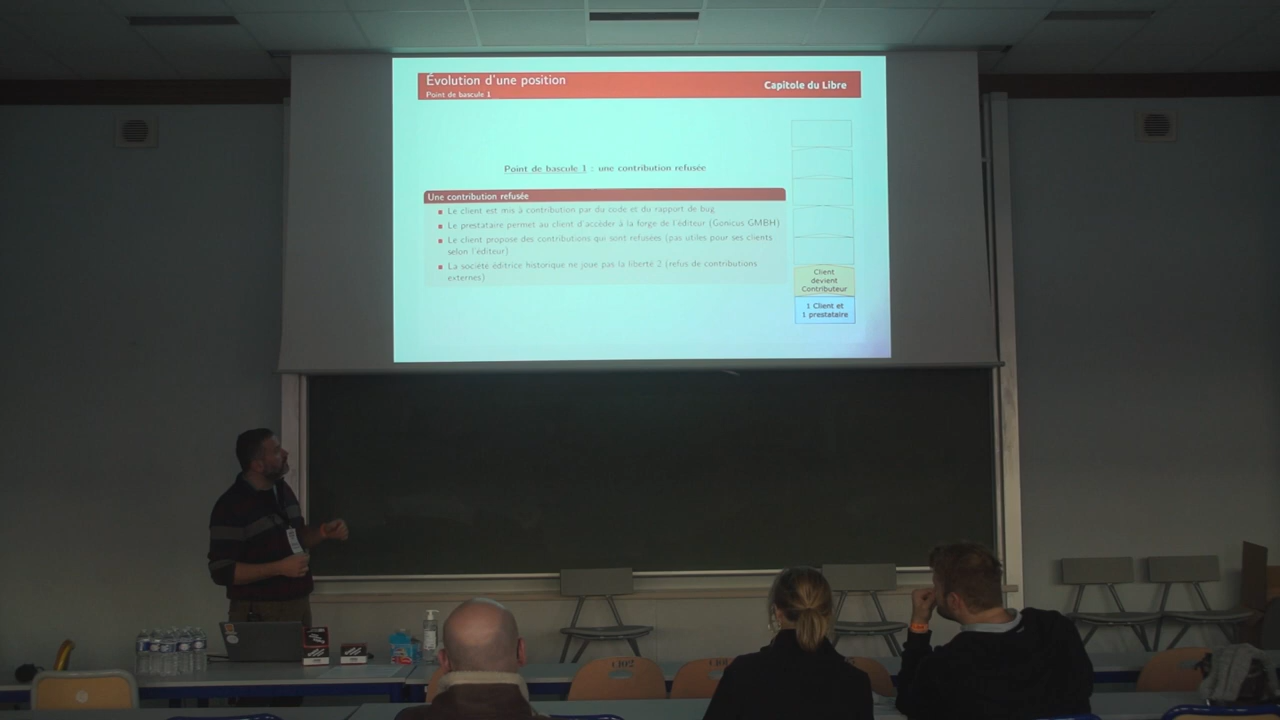 Évolution d'une position
Point de bascule 1
Capitole du Libre
Point de bascule 1 : une contribution refusée
Une contribution refusée
Le client est mis à contribution par du code et du rapport de bug
Le prestataire permet au client d'accéder à la forge de l'éditeur (Gonicus GMBH)
Le client propose des contributions qui sont refusées (pas utiles pour ses clients
selon l'éditeur)
La société éditrice historique ne joue pas la liberté 2 (refus de contributions
externes)
Client
devient
Contributeur
1 Client et
1 prestataire